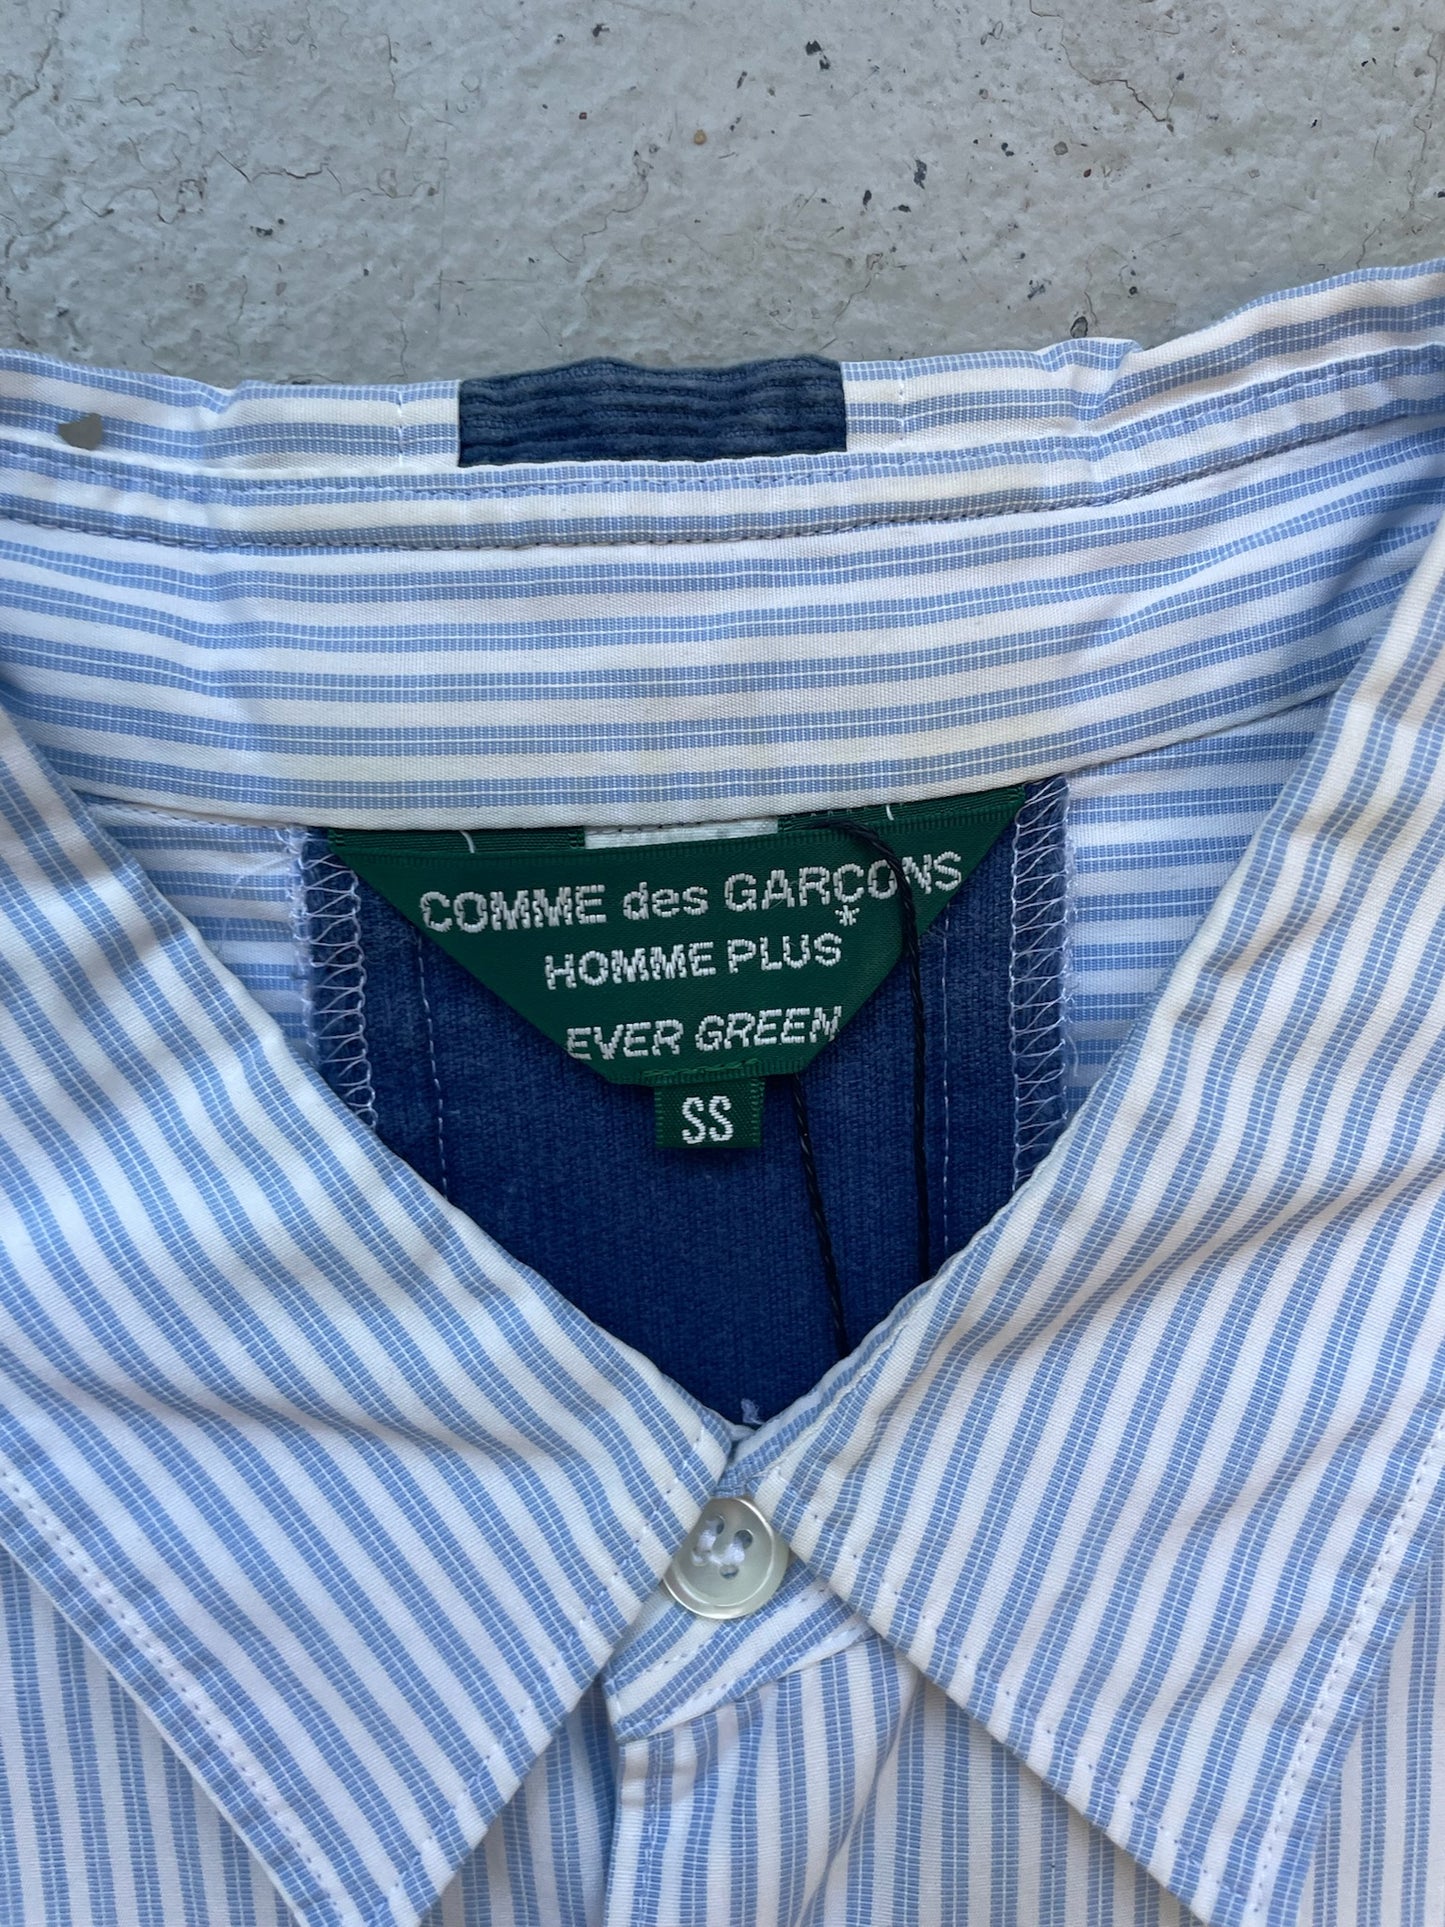 COMME des GARÇONS
HOMME PLUS*
EVER GREEN
SS